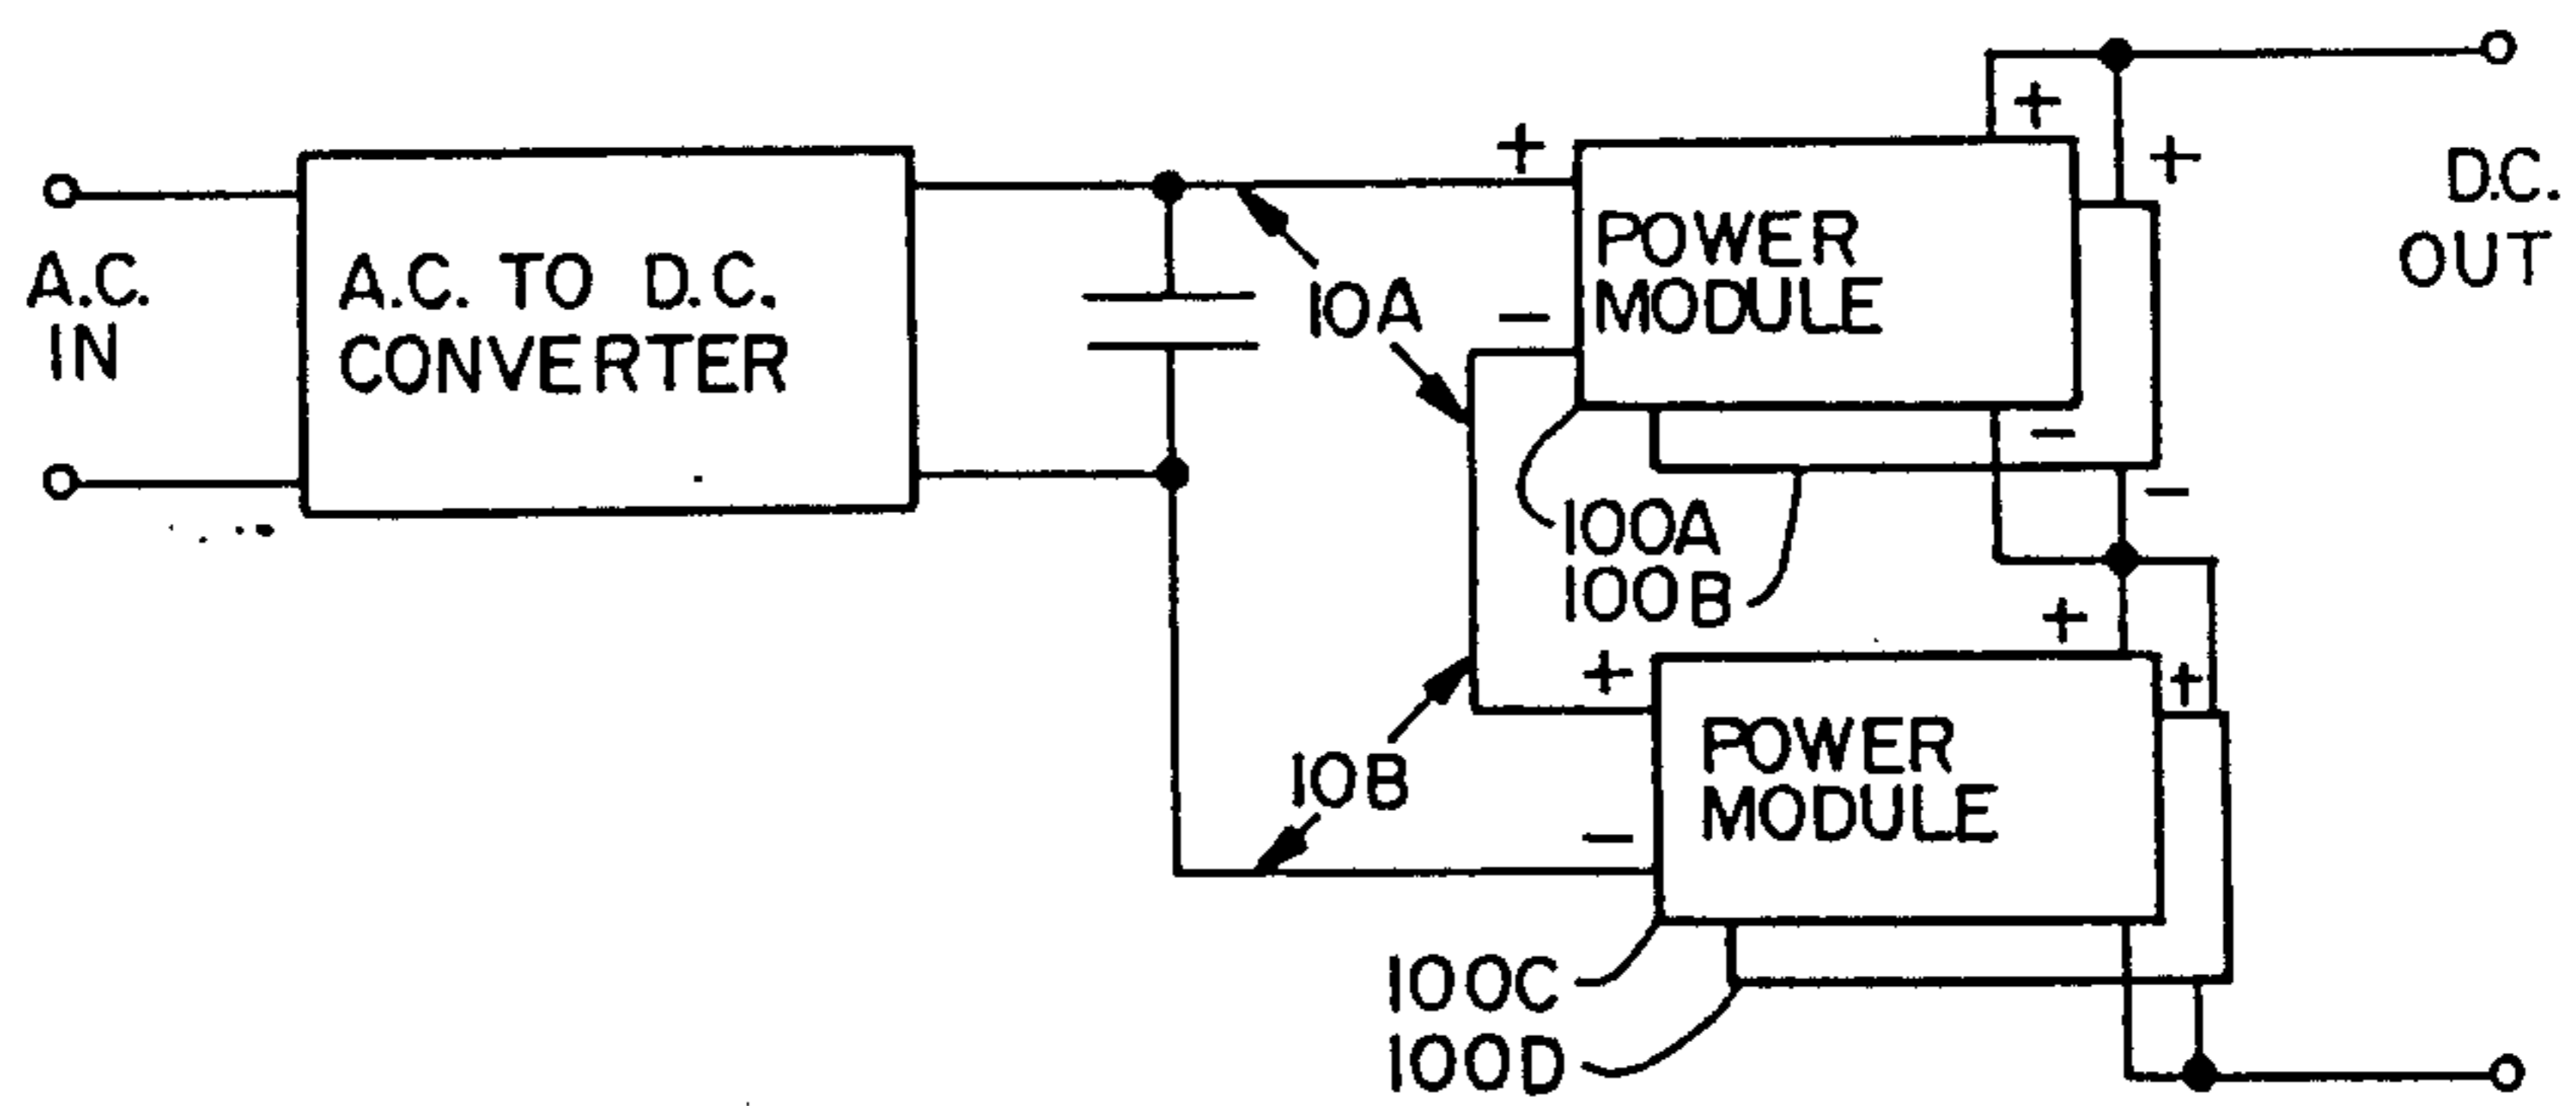 A.C.
IN
A.C. TO D.C.
CONVERTER
+
10A
-
POWER
MODULE
+
+
D.C.
OUT
-
-
100A
100B
+
+
+
10B
-
POWER
MODULE
100C
100D